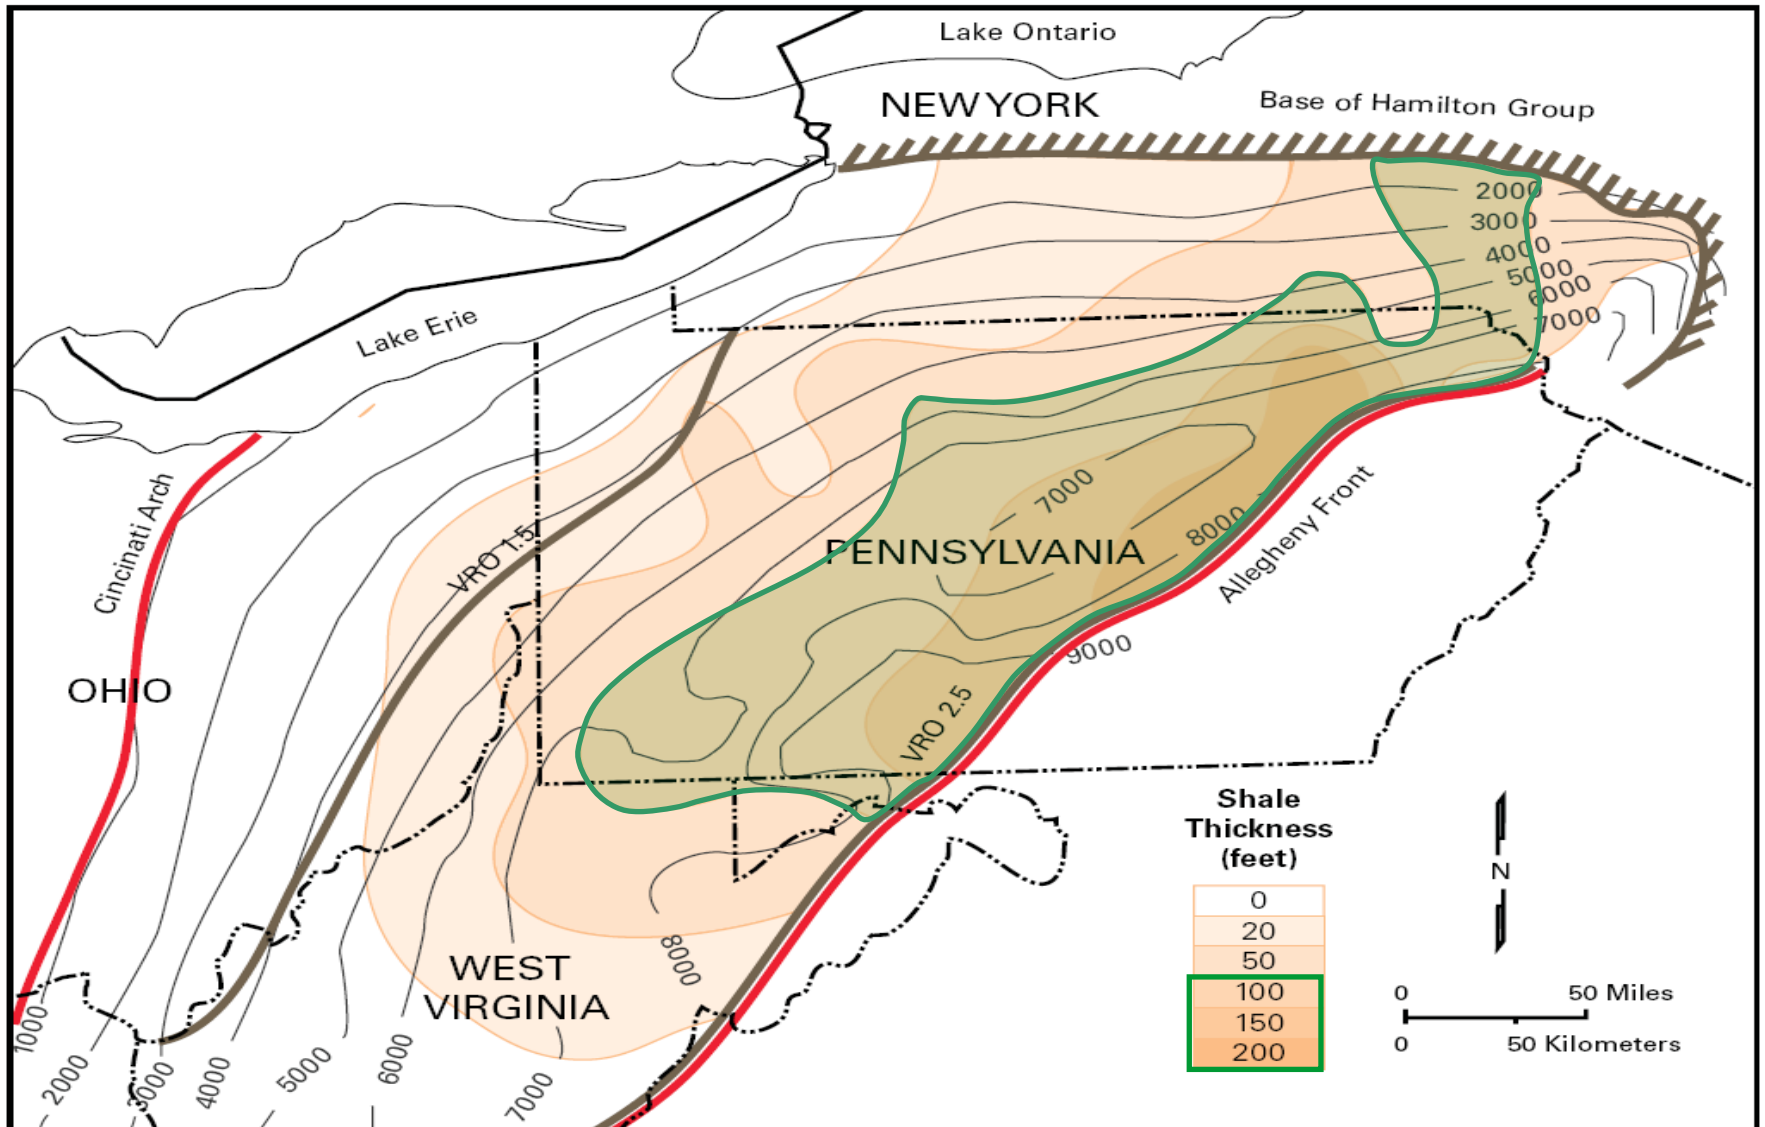 Lake Ontario
NEW YORK
Base of Hamilton Group
2000
3000
4000
5000
6000
7000
Lake Erie
Cincinati Arch
VRO 1.5
7000
8000
PENNSYLVANIA
Allegheny Front
9000
OHIO
VRO 2.5
8000
WEST
VIRGINIA
1000
2000
3000
4000
5000
6000
7000
Shale
Thickness
(feet)
0
20
50
100
150
200
N
0 50 Miles
0 50 Kilometers